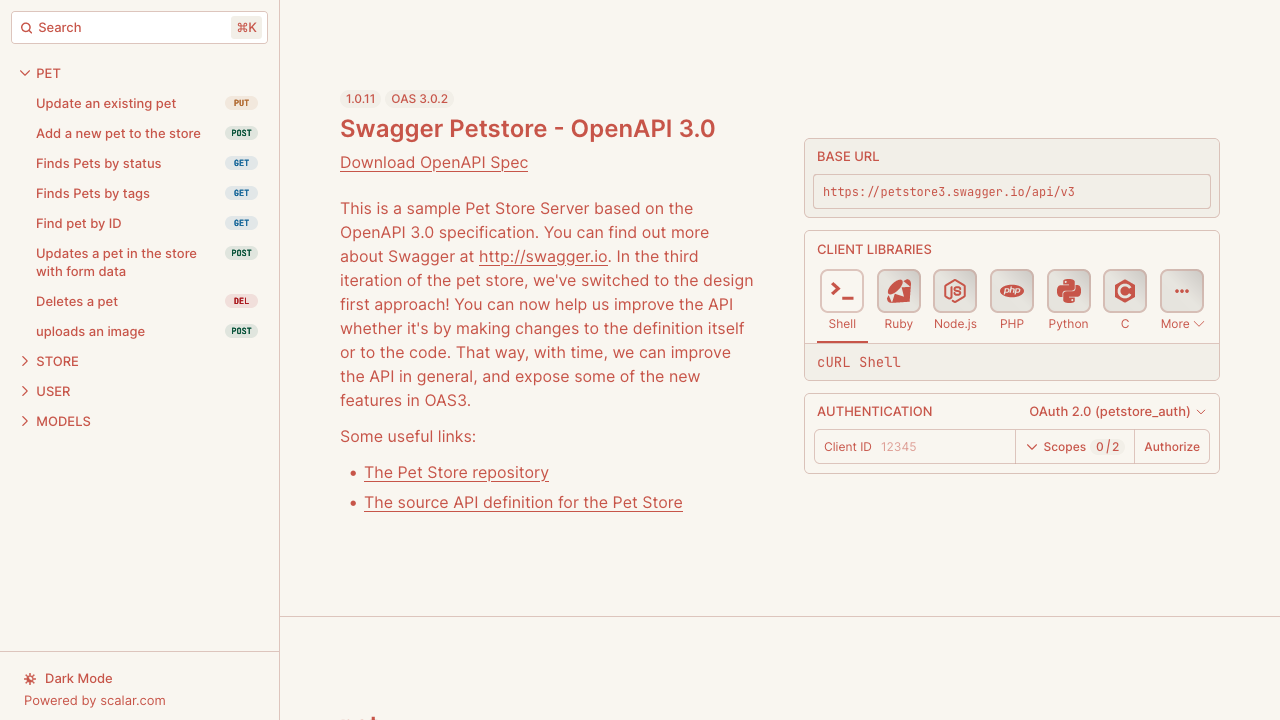 Search
⌘K
PET
Update an existing pet PUT
Add a new pet to the store POST
Finds Pets by status GET
Finds Pets by tags GET
Find pet by ID GET
Updates a pet in the store POST
with form data
Deletes a pet DEL
uploads an image POST
STORE
USER
MODELS
Dark Mode
Powered by scalar.com
1.0.11 OAS 3.0.2
Swagger Petstore - OpenAPI 3.0
Download OpenAPI Spec
This is a sample Pet Store Server based on the
OpenAPI 3.0 specification. You can find out more
about Swagger at http://swagger.io. In the third
iteration of the pet store, we've switched to the design
first approach! You can now help us improve the API
whether it's by making changes to the definition itself
or to the code. That way, with time, we can improve
the API in general, and expose some of the new
features in OAS3.
Some useful links:
• The Pet Store repository
• The source API definition for the Pet Store
BASE URL
https://petstore3.swagger.io/api/v3
CLIENT LIBRARIES
Shell Ruby Node.js PHP Python C More
cURL Shell
AUTHENTICATION OAuth 2.0 (petstore_auth)
Client ID 12345 Scopes 0/2 Authorize